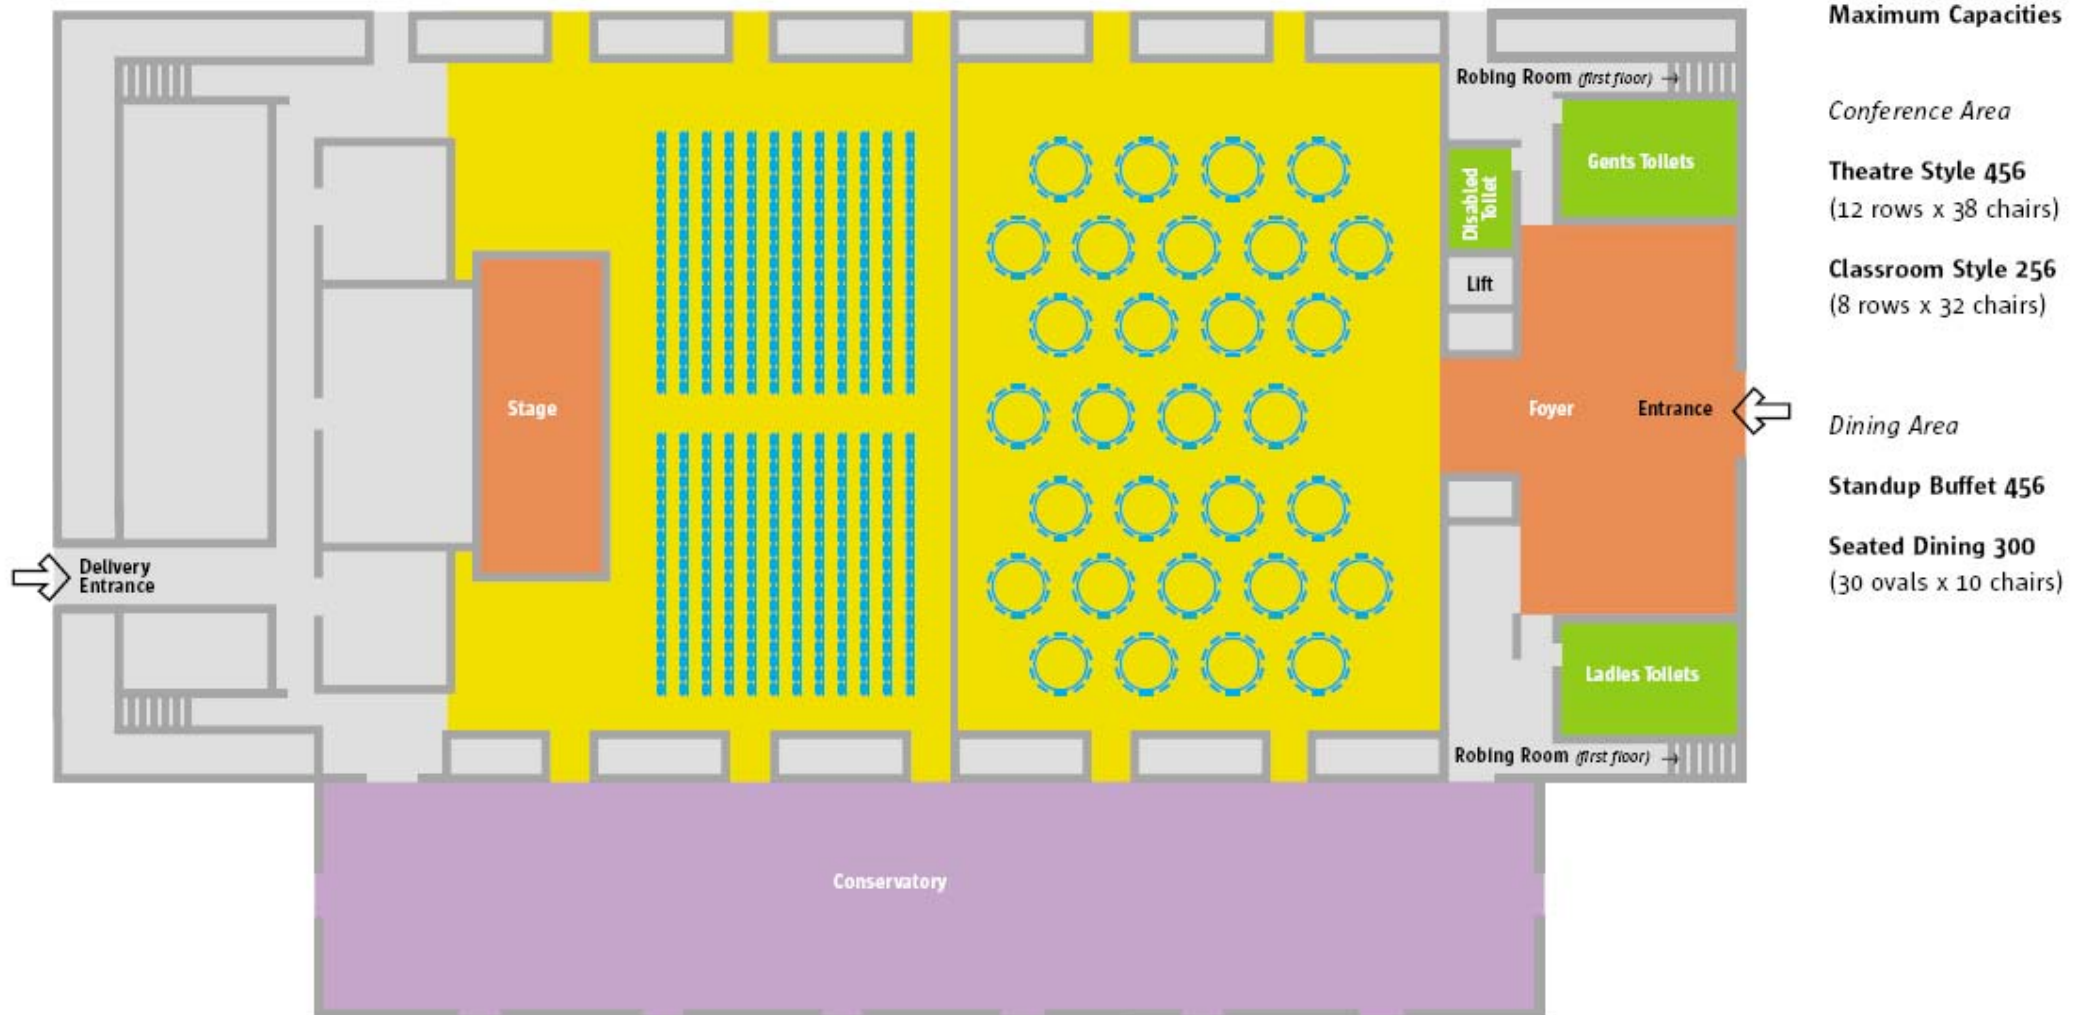 Maximum Capacities
Robing Room (first floor) →
Conference Area
Gents Toilets
Disabled
Toilet
Theatre Style 456
(12 rows x 38 chairs)
Classroom Style 256
(8 rows x 32 chairs)
Lift
Stage
Foyer
Entrance
Dining Area
Standup Buffet 456
Seated Dining 300
(30 ovals x 10 chairs)
Delivery
Entrance
Ladies Toilets
Robing Room (first floor) →
Conservatory